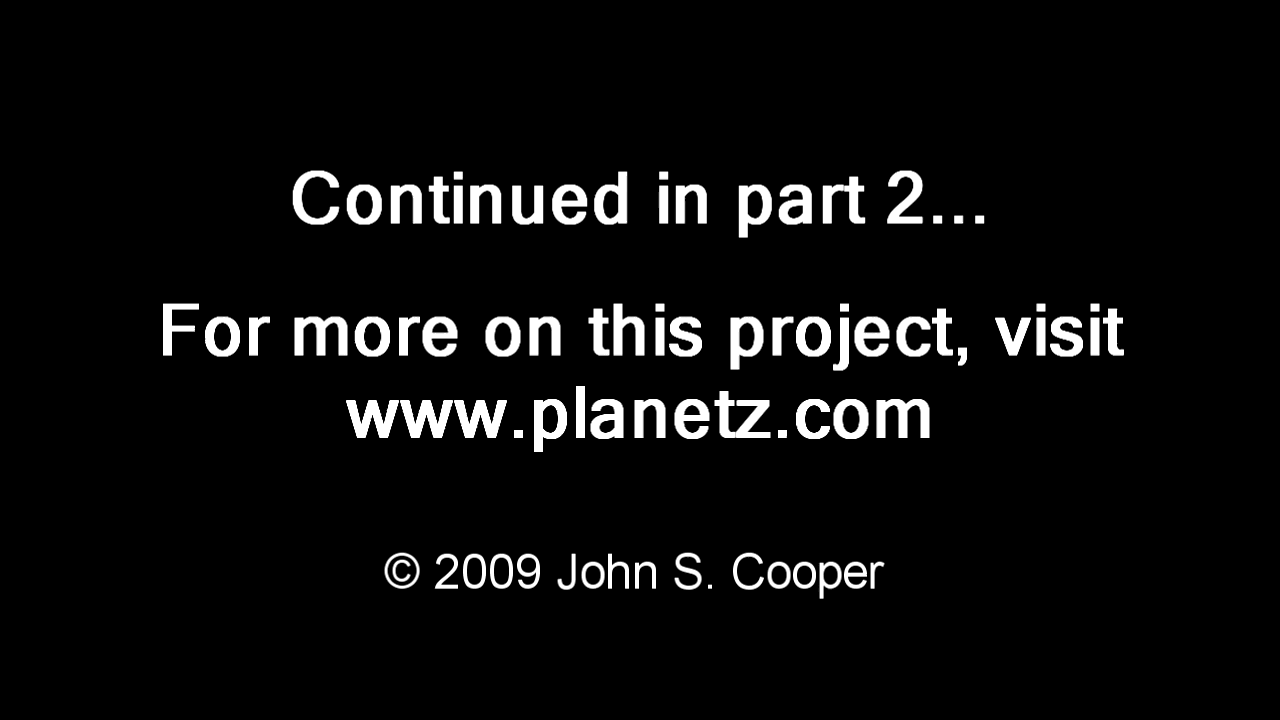 Continued in part 2...
For more on this project, visit
www.planetz.com
© 2009 John S. Cooper